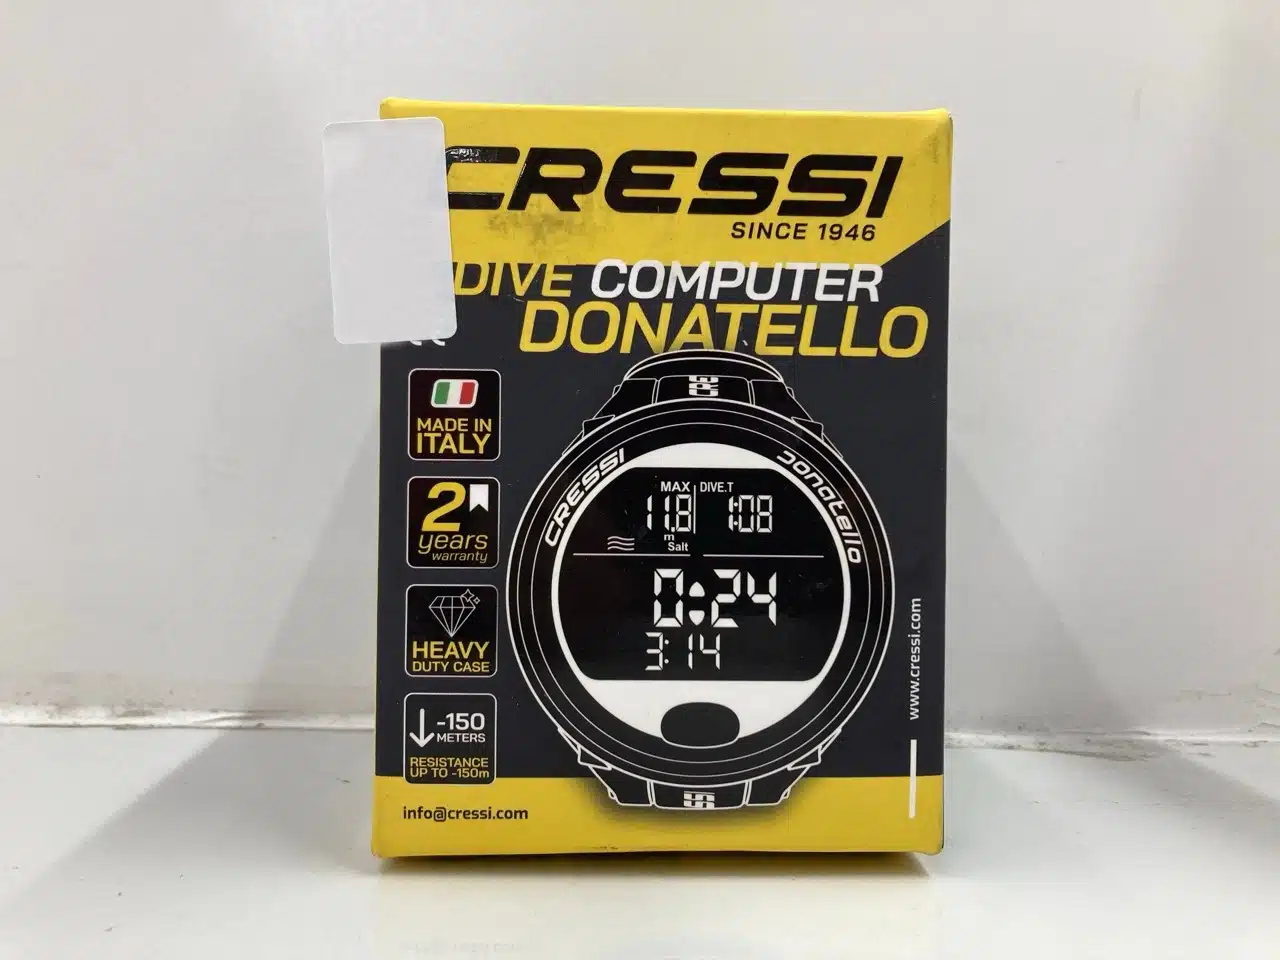 CRESSI
SINCE 1946
DIVE COMPUTER
DONATELLO
MADE IN
ITALY
2
years
warranty
HEAVY
DUTY CASE
-150
METERS
RESISTANCE
UP TO -150m
info@cressi.com
CRESSI
Donatello
MAX DIVE.T
11.8 1:08
m
Salt
0:24
3:14
www.cressi.com